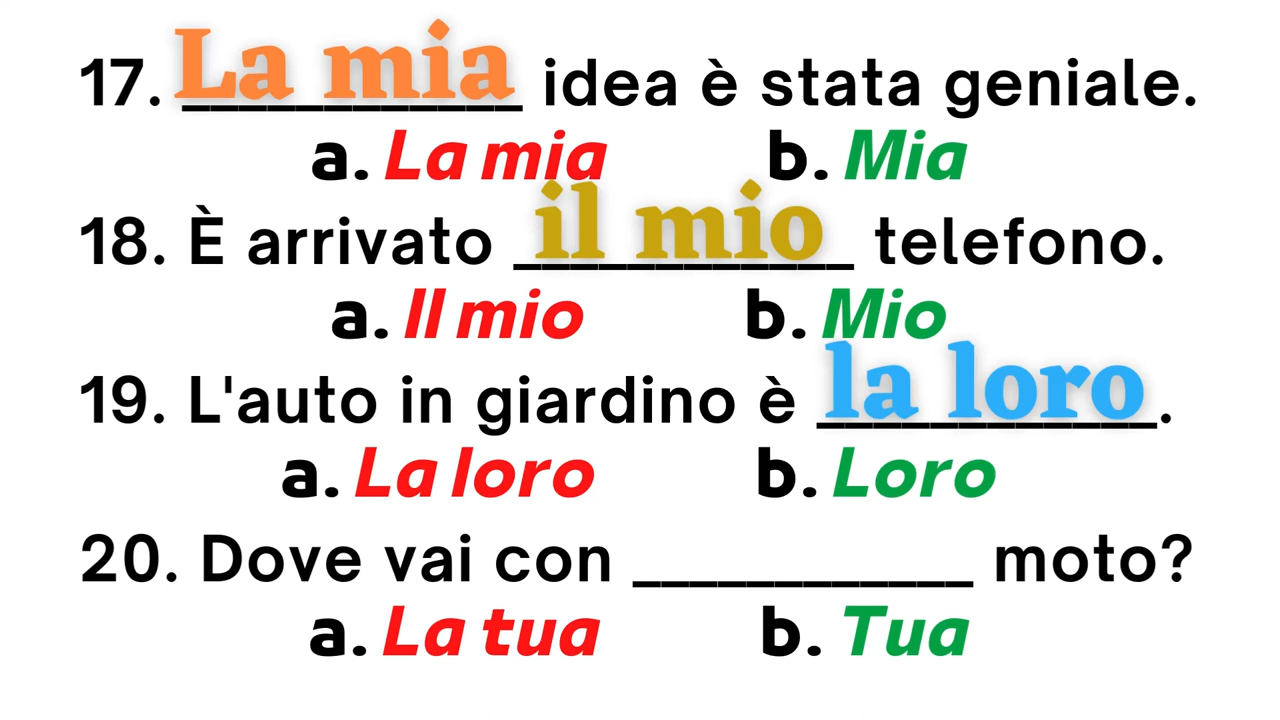 17. La mia idea è stata geniale.
a. La mia b. Mia
18. È arrivato il mio telefono.
a. Il mio b. Mio
19. L'auto in giardino è la loro.
a. La loro b. Loro
20. Dove vai con ____________ moto?
a. La tua b. Tua